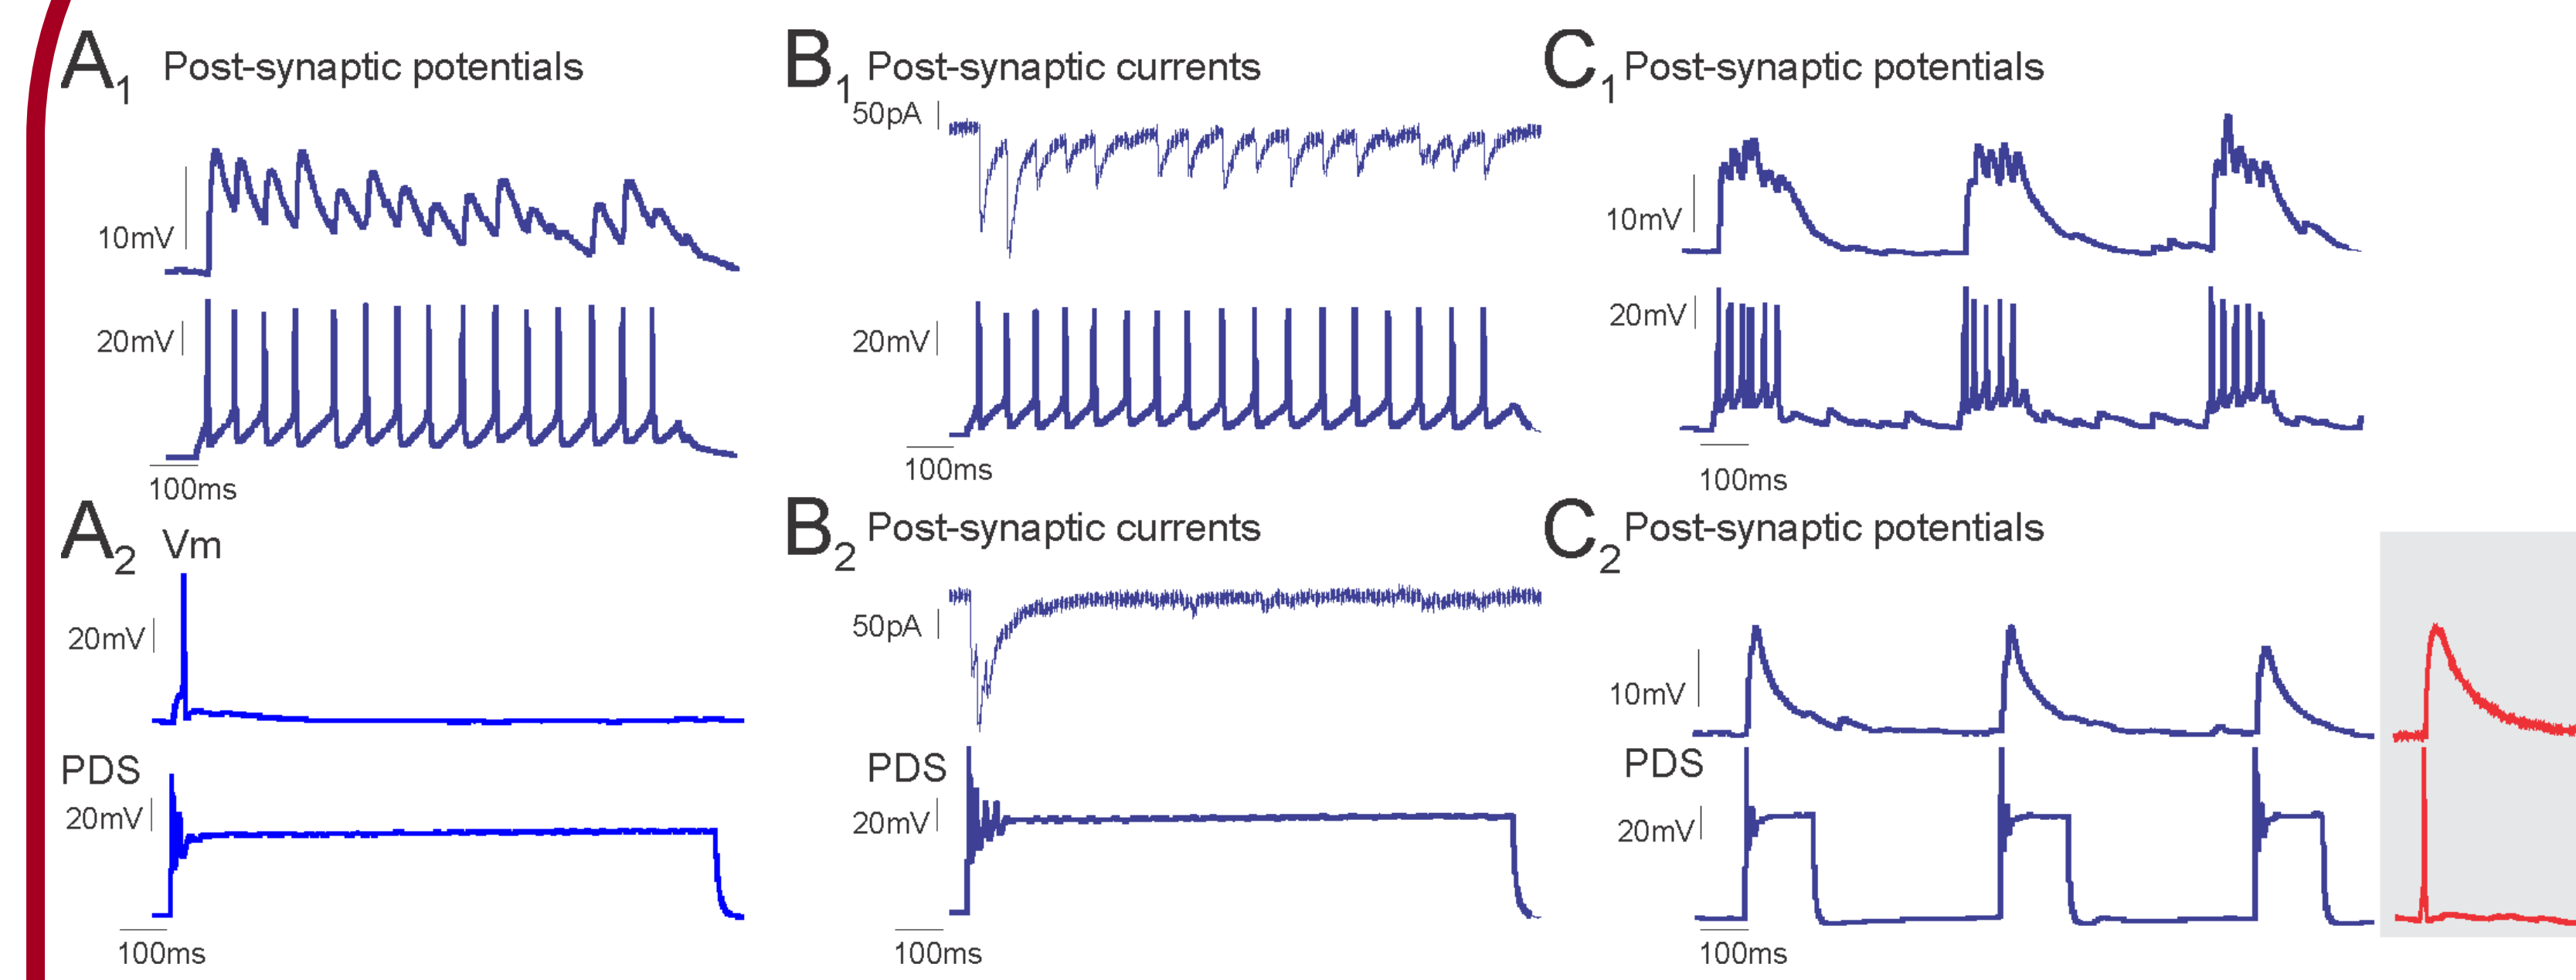 A1 Post-synaptic potentials
10mV
20mV
100ms
B1 Post-synaptic currents
50pA
20mV
100ms
C1 Post-synaptic potentials
10mV
20mV
100ms
A2 Vm
20mV
PDS
20mV
100ms
B2 Post-synaptic currents
50pA
PDS
20mV
100ms
C2 Post-synaptic potentials
10mV
PDS
20mV
100ms